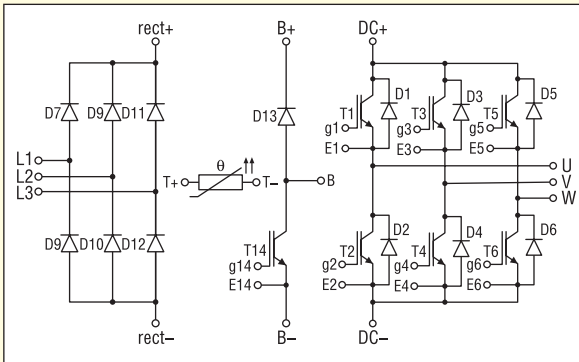 rect+ B+ DC+
D7 D9 D11 D13 T1 D1 T3 D3 T5 D5
g1 g3 g5
L1 E1 E3 E5
L2 θ U
L3 T+ T− B V
W
D9 D10 D12 T14 T2 D2 T4 D4 T6 D6
g14 g2 g4 g6
E14 E2 E4 E6
rect− B− DC−